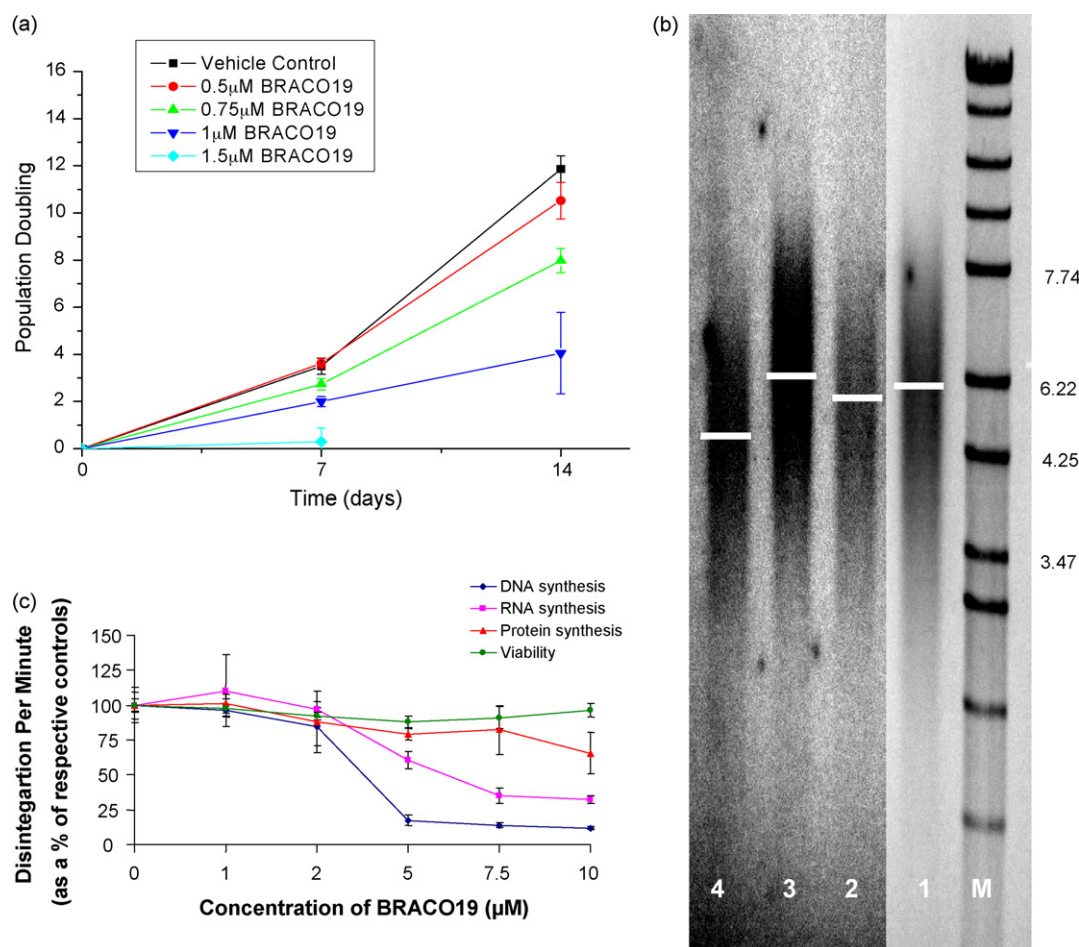 (a)
Vehicle Control
0.5μM BRACO19
0.75μM BRACO19
1μM BRACO19
1.5μM BRACO19
16
14
12
10
8
6
4
2
0
Population Doubling
0
7
14
Time (days)
(b)
7.74
6.22
4.25
3.47
4
3
2
1
M
(c)
DNA synthesis
RNA synthesis
Protein synthesis
Viability
150
125
100
75
50
25
0
Disintegartion Per Minute
(as a % of respective controls)
0
1
2
5
7.5
10
Concentration of BRACO19 (μM)